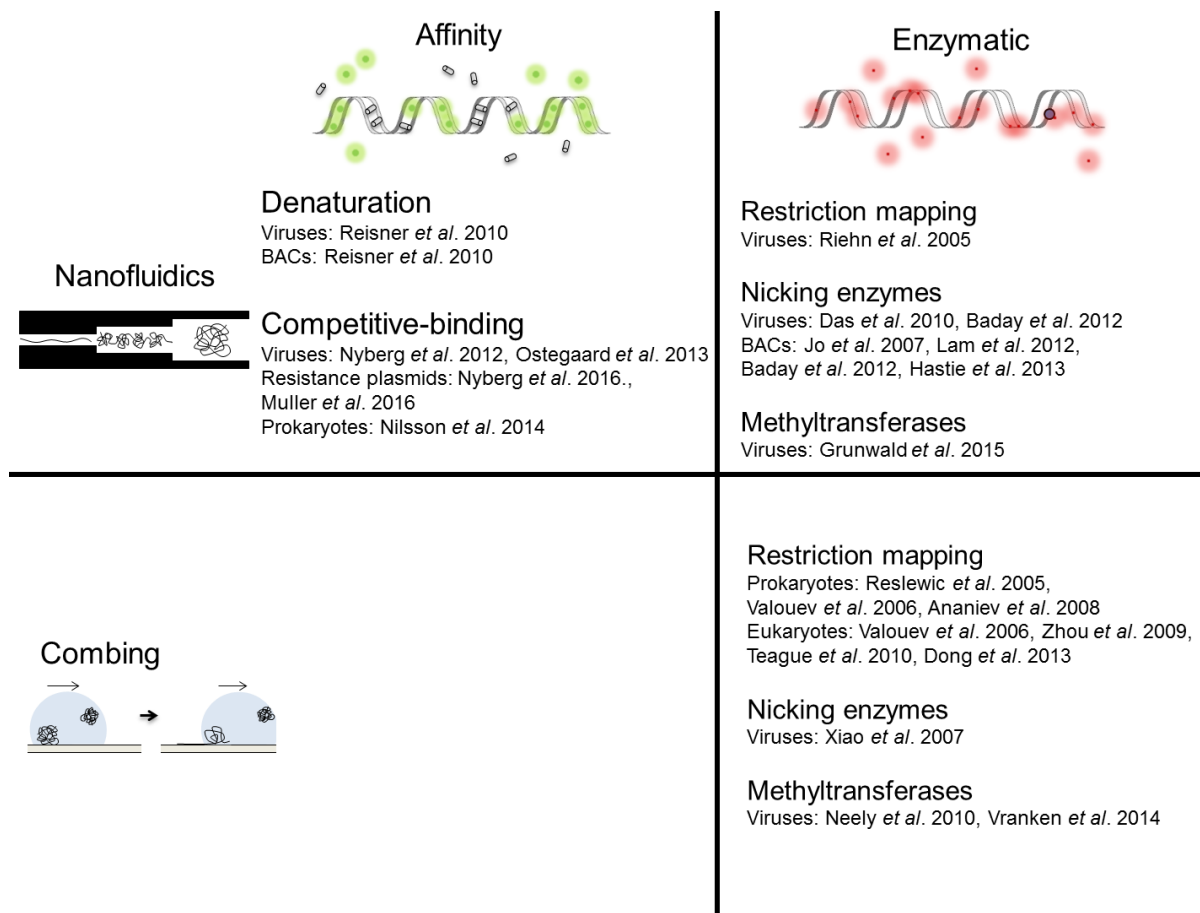 Affinity
Enzymatic
Nanofluidics
Denaturation
Viruses: Reisner et al. 2010
BACs: Reisner et al. 2010
Competitive-binding
Viruses: Nyberg et al. 2012, Ostegaard et al. 2013
Resistance plasmids: Nyberg et al. 2016.,
Muller et al. 2016
Prokaryotes: Nilsson et al. 2014
Restriction mapping
Viruses: Riehn et al. 2005
Nicking enzymes
Viruses: Das et al. 2010, Baday et al. 2012
BACs: Jo et al. 2007, Lam et al. 2012,
Baday et al. 2012, Hastie et al. 2013
Methyltransferases
Viruses: Grunwald et al. 2015
Combing
Restriction mapping
Prokaryotes: Reslewic et al. 2005,
Valouev et al. 2006, Ananiev et al. 2008
Eukaryotes: Valouev et al. 2006, Zhou et al. 2009,
Teague et al. 2010, Dong et al. 2013
Nicking enzymes
Viruses: Xiao et al. 2007
Methyltransferases
Viruses: Neely et al. 2010, Vranken et al. 2014